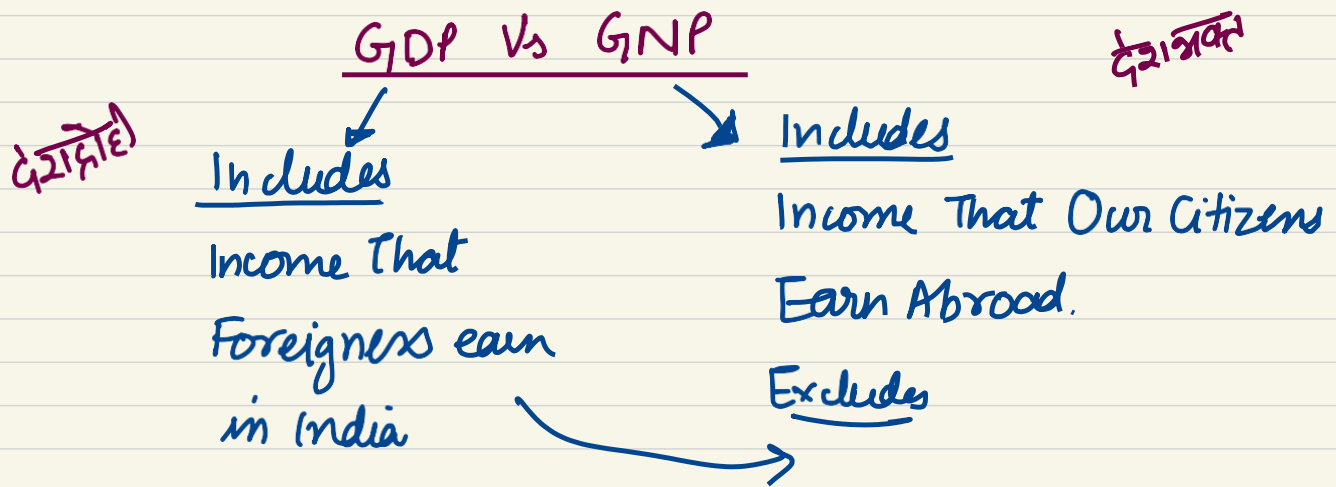 GDP Vs GNP
देशभक्त
देशद्रोही
Includes
Income That
Foreigners earn
in India
Includes
Income That Our Citizens
Earn Abroad.
Excludes